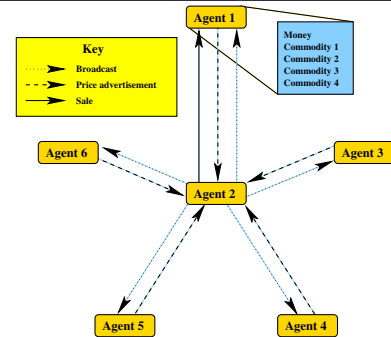 Agent 1
Money
Commodity 1
Commodity 2
Commodity 3
Commodity 4
Key
Broadcast
Price advertisement
Sale
Agent 6
Agent 3
Agent 2
Agent 5
Agent 4